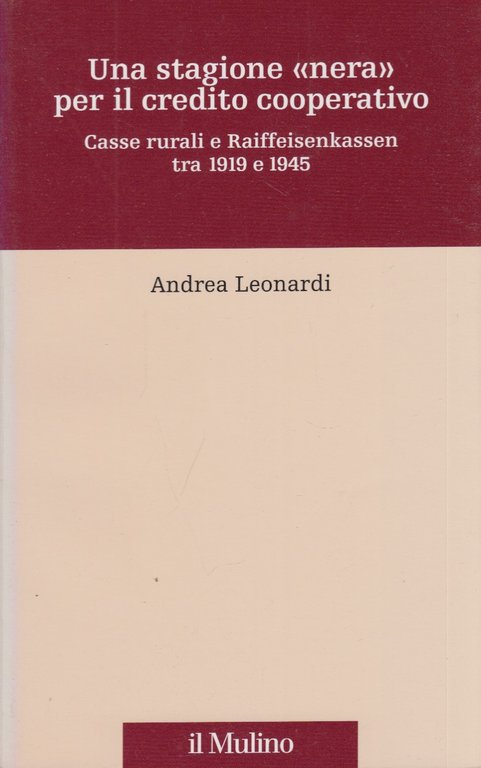 Una stagione «nera»
per il credito cooperativo
Casse rurali e Raiffeisenkassen
tra 1919 e 1945
Andrea Leonardi
il Mulino